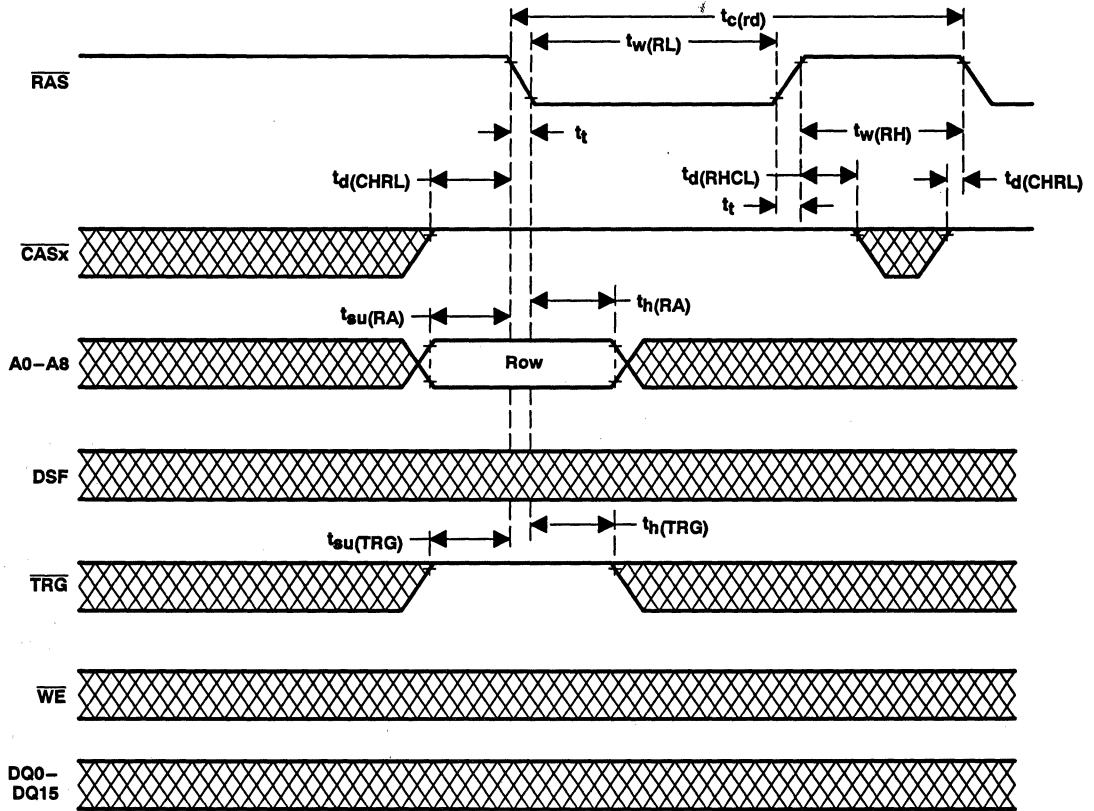 tc(rd)
tw(RL)
RAS
tt
tw(RH)
td(CHRL)
td(RHCL)
td(CHRL)
tt
CASx
tsu(RA)
th(RA)
A0–A8
Row
DSF
tsu(TRG)
th(TRG)
TRG
WE
DQ0–
DQ15